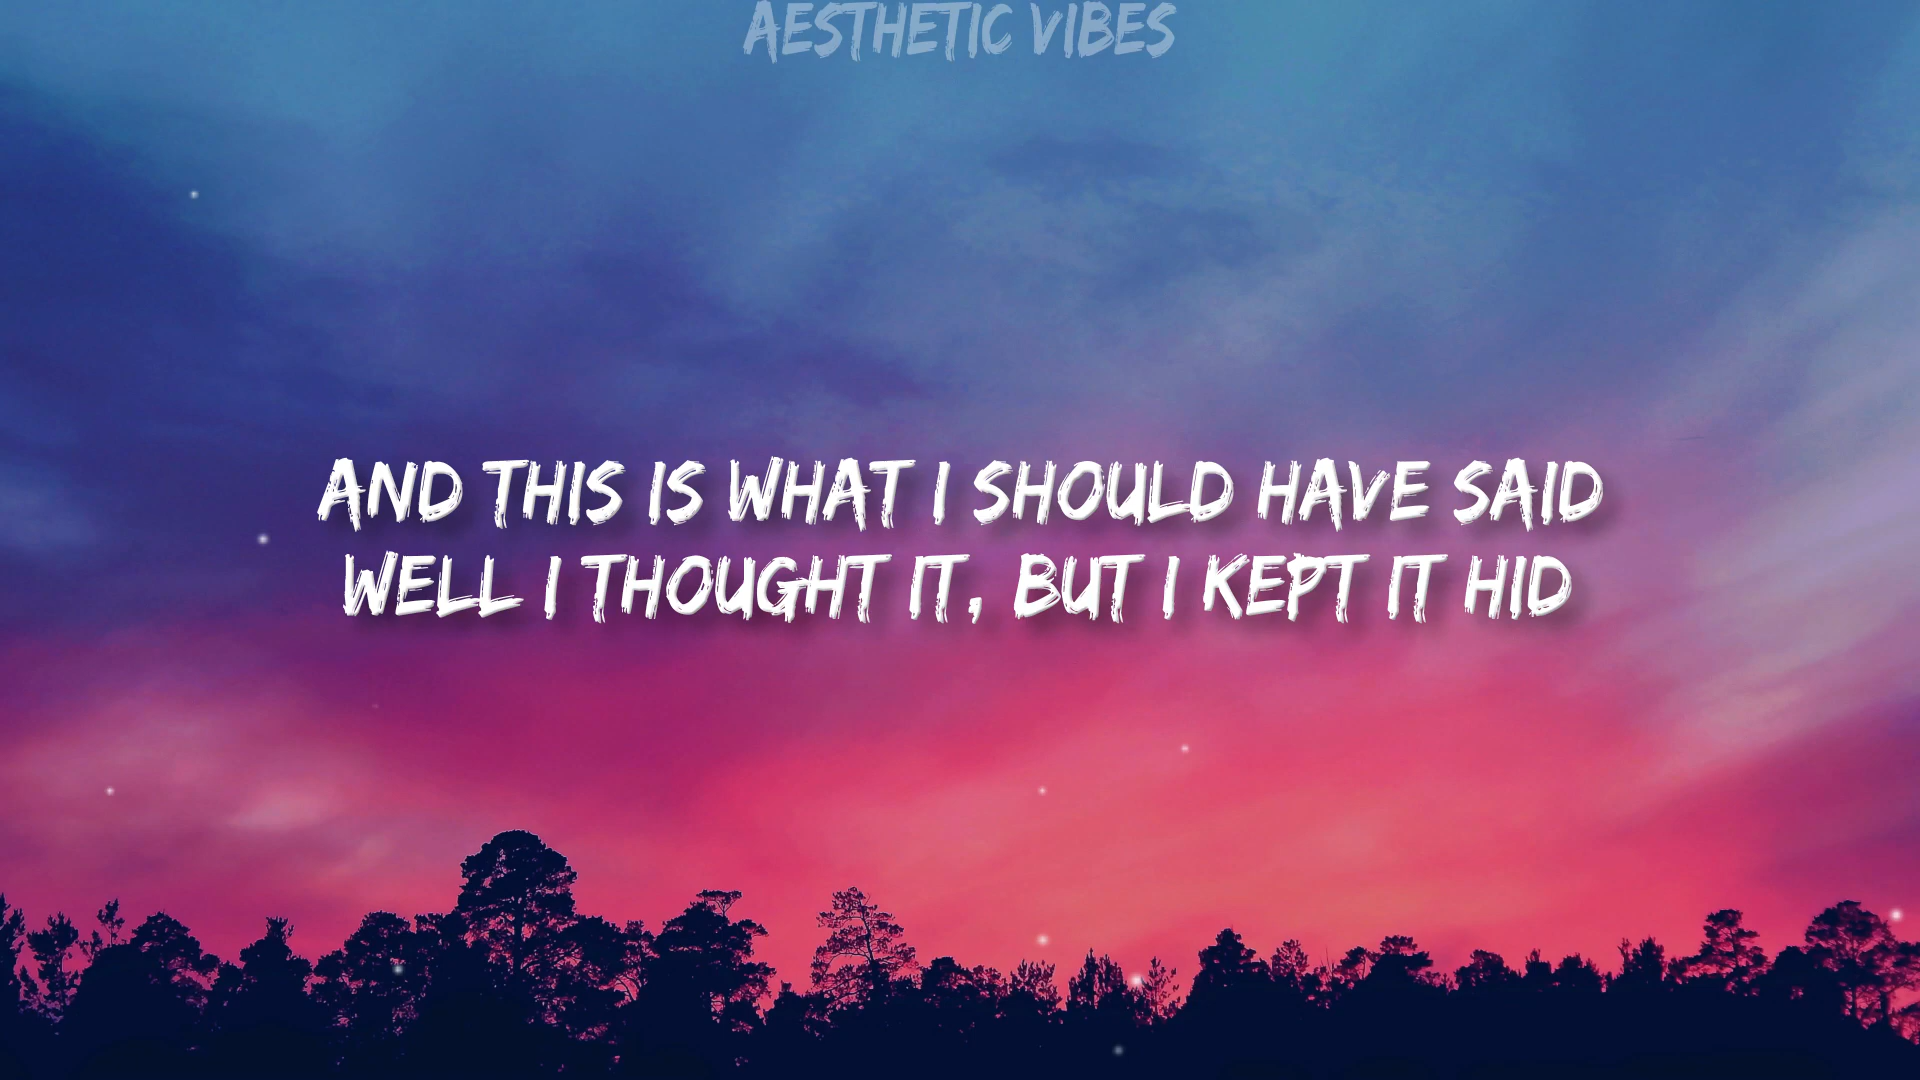 AESTHETIC VIBES
AND THIS IS WHAT I SHOULD HAVE SAID
WELL I THOUGHT IT, BUT I KEPT IT HID